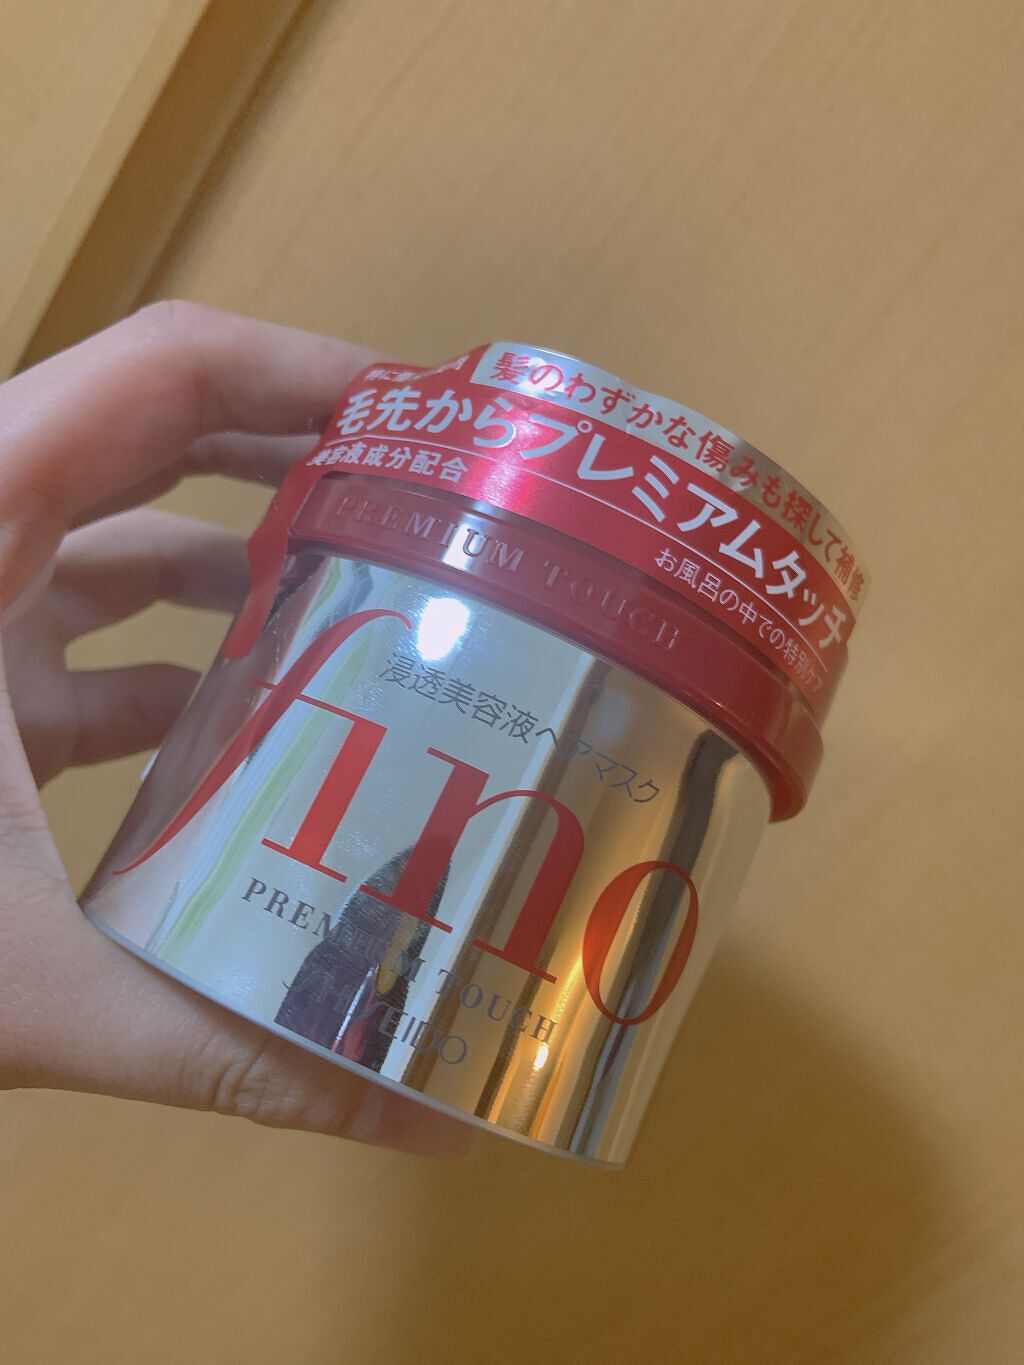 髪のわずかな傷みも探して補修
毛先からプレミアムタッチ
美容液成分配合
お風呂の中での特別ケア
PREMIUM TOUCH
浸透美容液ヘアマスク
fino
PREMIUM TOUCH
SHISEIDO